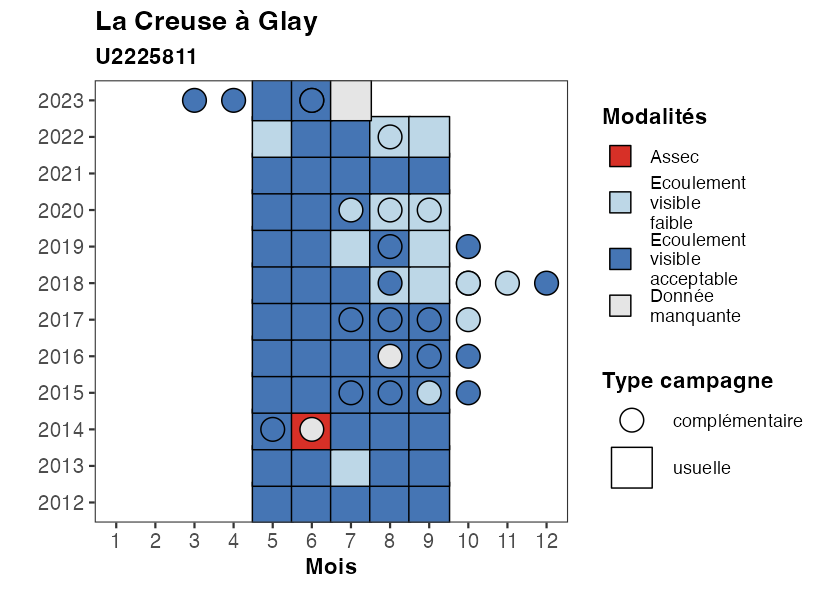 La Creuse à Glay
U2225811
2023
2022
2021
2020
2019
2018
2017
2016
2015
2014
2013
2012
1 2 3 4 5 6 7 8 9 10 11 12
Mois
Modalités
Assec
Ecoulement
visible
faible
Ecoulement
visible
acceptable
Donnée
manquante
Type campagne
complémentaire
usuelle